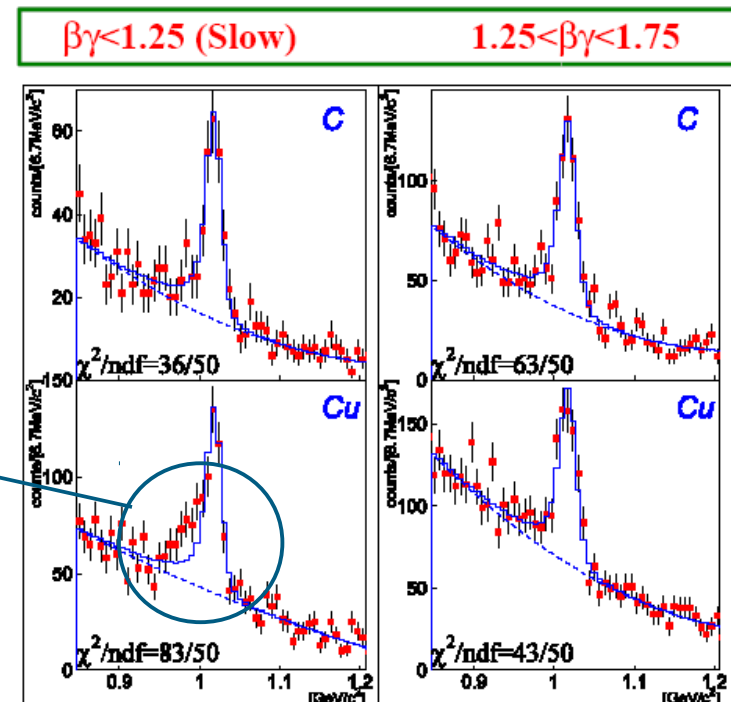 βγ<1.25 (Slow) 1.25<βγ<1.75
C
C
counts/[6.7MeV/c²]
60
40
20
χ²/ndf=36/50
counts/[6.7MeV/c²]
100
50
0
χ²/ndf=63/50
Cu
Cu
counts/[6.7MeV/c²]
150
100
50
0
χ²/ndf=83/50
counts/[6.7MeV/c²]
150
100
50
0
χ²/ndf=43/50
0.9 1 1.1 1.2
[GeV/c²]
0.9 1 1.1 1.2
[GeV/c²]